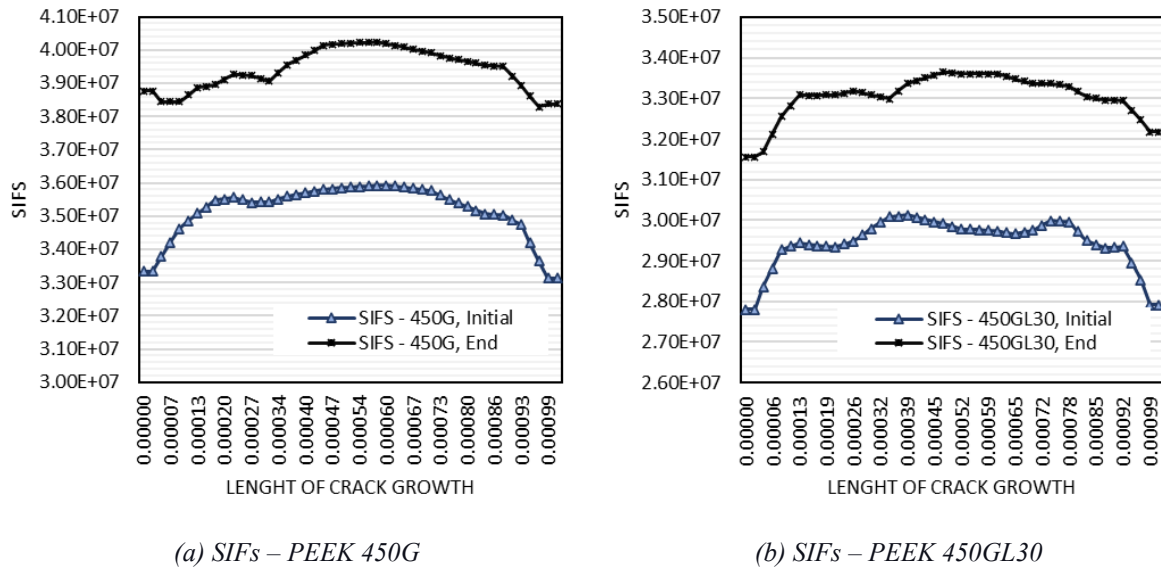 4.10E+07
4.00E+07
3.90E+07
3.80E+07
3.70E+07
3.60E+07
3.50E+07
3.40E+07
3.30E+07
3.20E+07
3.10E+07
3.00E+07
SIFS
SIFS - 450G, Initial
SIFS - 450G, End
0.00000
0.00007
0.00013
0.00020
0.00027
0.00034
0.00040
0.00047
0.00054
0.00060
0.00067
0.00073
0.00080
0.00086
0.00093
0.00099
LENGHT OF CRACK GROWTH
(a) SIFs – PEEK 450G
3.50E+07
3.40E+07
3.30E+07
3.20E+07
3.10E+07
3.00E+07
2.90E+07
2.80E+07
2.70E+07
2.60E+07
SIFS
SIFS - 450GL30, Initial
SIFS - 450GL30, End
0.00000
0.00006
0.00013
0.00019
0.00026
0.00032
0.00039
0.00045
0.00052
0.00059
0.00065
0.00072
0.00078
0.00085
0.00092
0.00099
LENGHT OF CRACK GROWTH
(b) SIFs – PEEK 450GL30